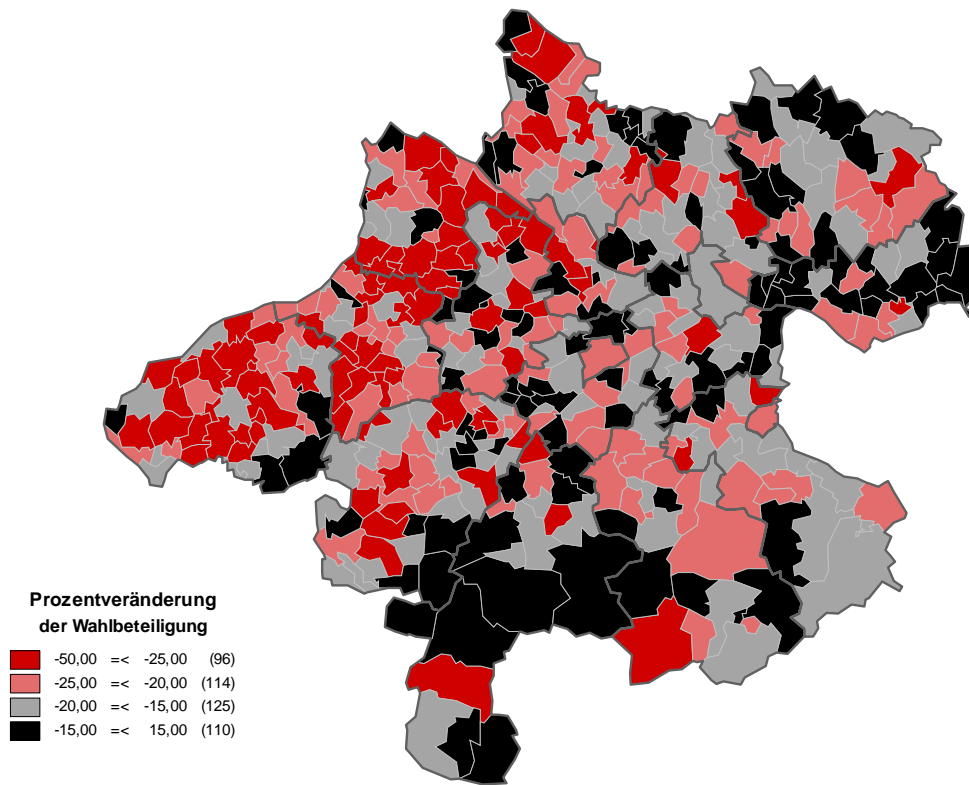 Prozentveränderung
der Wahlbeteiligung
-50,00 =< -25,00 (96)
-25,00 =< -20,00 (114)
-20,00 =< -15,00 (125)
-15,00 =< 15,00 (110)